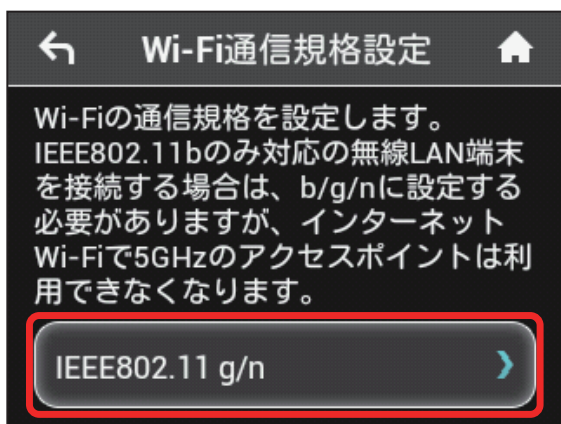 Wi-Fi通信規格設定
Wi-Fiの通信規格を設定します。
IEEE802.11bのみ対応の無線LAN端末
を接続する場合は、b/g/nに設定する
必要がありますが、インターネット
Wi-Fiで5GHzのアクセスポイントは利
用できなくなります。
IEEE802.11 g/n